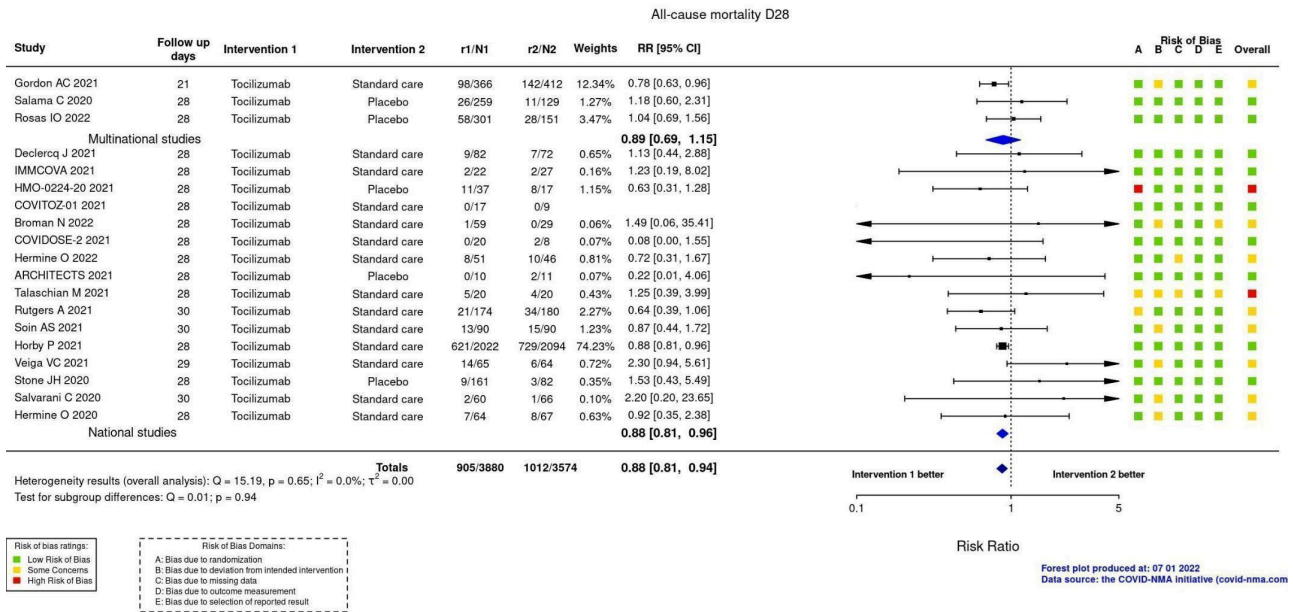 All-cause mortality D28
Study Follow up days Intervention 1 Intervention 2 r1/N1 r2/N2 Weights RR [95% CI] Risk of Bias A B C D E Overall
Gordon AC 2021 21 Tocilizumab Standard care 98/366 142/412 12.34% 0.78 [0.63, 0.96]
Salama C 2020 28 Tocilizumab Placebo 26/259 11/129 1.27% 1.18 [0.60, 2.31]
Rosas IO 2022 28 Tocilizumab Placebo 58/301 28/151 3.47% 1.04 [0.69, 1.56]
Multinational studies 0.89 [0.69, 1.15]
Declercq J 2021 28 Tocilizumab Standard care 9/82 7/72 0.65% 1.13 [0.44, 2.88]
IMMCOVA 2021 28 Tocilizumab Standard care 2/22 2/27 0.16% 1.23 [0.19, 8.02]
HMO-0224-20 2021 28 Tocilizumab Placebo 11/37 8/17 1.15% 0.63 [0.31, 1.28]
COVITOZ-01 2021 28 Tocilizumab Standard care 0/17 0/9
Broman N 2022 28 Tocilizumab Standard care 1/59 0/29 0.06% 1.49 [0.06, 35.41]
COVIDOSE-2 2021 28 Tocilizumab Standard care 0/20 2/8 0.07% 0.08 [0.00, 1.55]
Hermine O 2022 28 Tocilizumab Standard care 8/51 10/46 0.81% 0.72 [0.31, 1.67]
ARCHITECTS 2021 28 Tocilizumab Placebo 0/10 2/11 0.07% 0.22 [0.01, 4.06]
Talaschian M 2021 28 Tocilizumab Standard care 5/20 4/20 0.43% 1.25 [0.39, 3.99]
Rutgers A 2021 30 Tocilizumab Standard care 21/174 34/180 2.27% 0.64 [0.39, 1.06]
Soin AS 2021 30 Tocilizumab Standard care 13/90 15/90 1.23% 0.87 [0.44, 1.72]
Horby P 2021 28 Tocilizumab Standard care 621/2022 729/2094 74.23% 0.88 [0.81, 0.96]
Veiga VC 2021 29 Tocilizumab Standard care 14/65 6/64 0.72% 2.30 [0.94, 5.61]
Stone JH 2020 28 Tocilizumab Placebo 9/161 3/82 0.35% 1.53 [0.43, 5.49]
Salvarani C 2020 30 Tocilizumab Standard care 2/60 1/66 0.10% 2.20 [0.20, 23.65]
Hermine O 2020 28 Tocilizumab Standard care 7/64 8/67 0.63% 0.92 [0.35, 2.38]
National studies 0.88 [0.81, 0.96]
Totals 905/3880 1012/3574 0.88 [0.81, 0.94]
Intervention 1 better Intervention 2 better
Heterogeneity results (overall analysis): Q = 15.19, p = 0.65; I² = 0.0%; τ² = 0.00
Test for subgroup differences: Q = 0.01; p = 0.94
0.1 1 5
Risk Ratio
Risk of bias ratings:
Low Risk of Bias
Some Concerns
High Risk of Bias
Risk of Bias Domains:
A: Bias due to randomization
B: Bias due to deviation from intended intervention
C: Bias due to missing data
D: Bias due to outcome measurement
E: Bias due to selection of reported result
Forest plot produced at: 07 01 2022
Data source: the COVID-NMA initiative (covid-nma.com